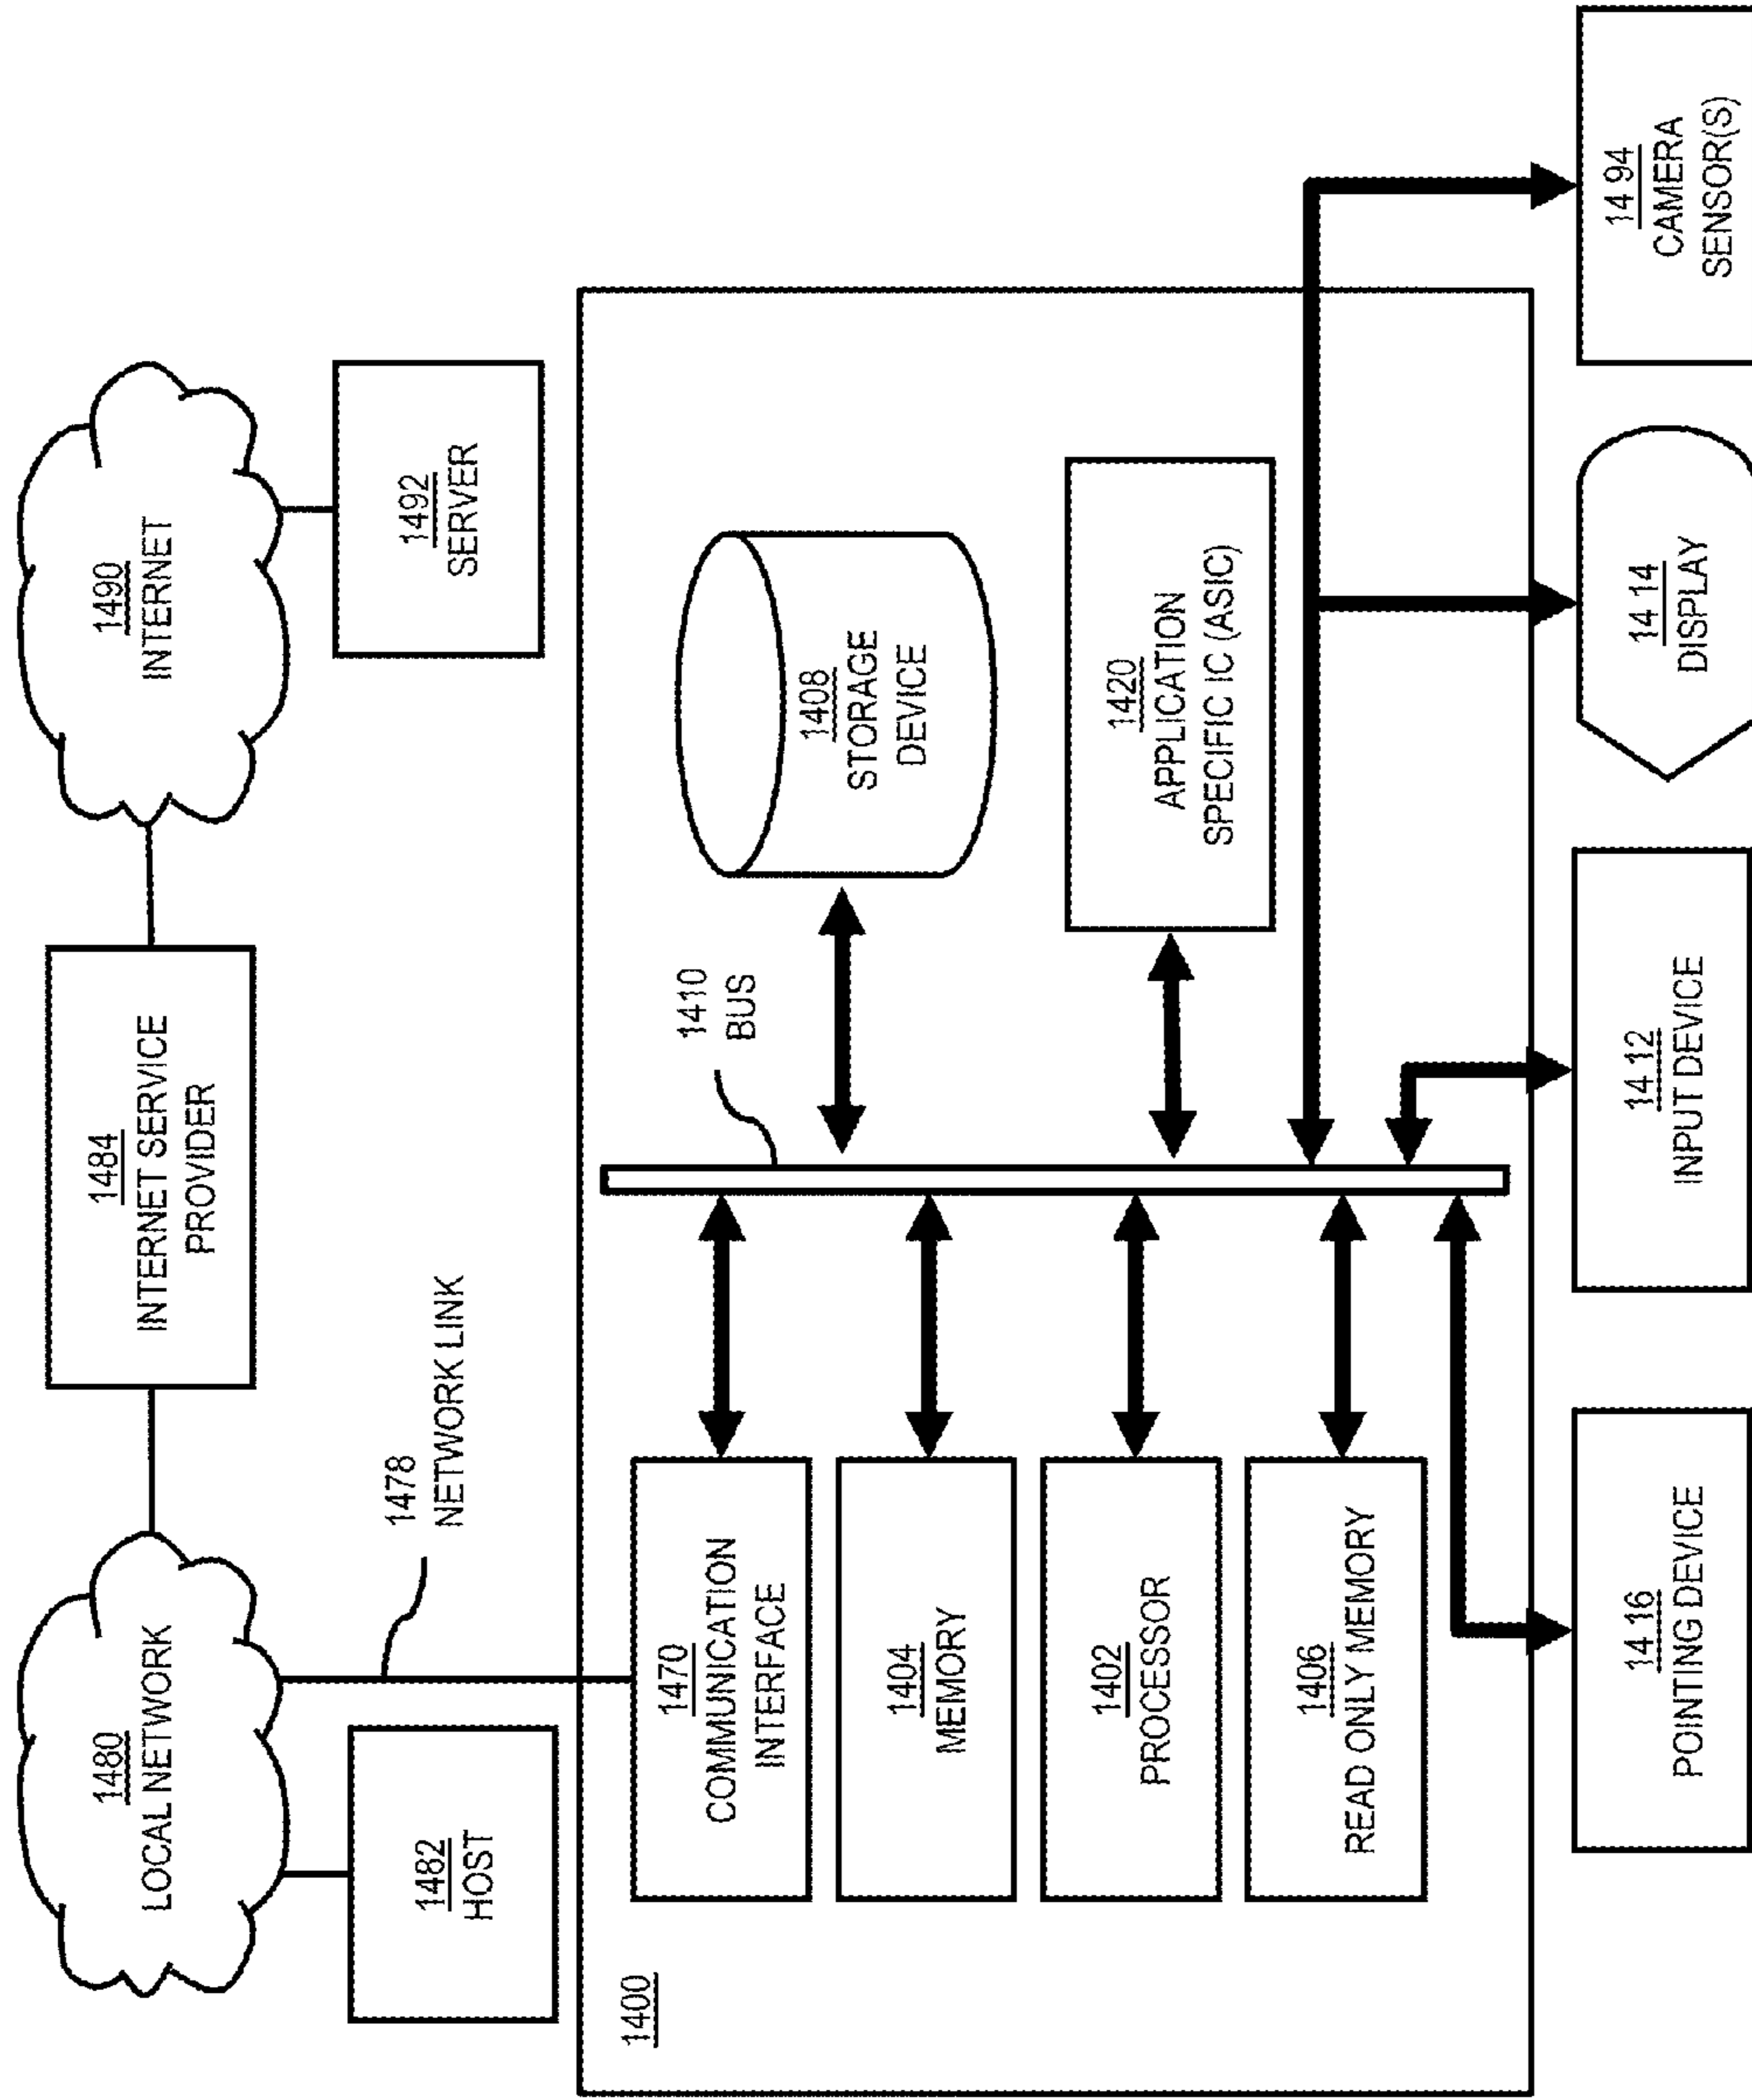 1480
LOCAL NETWORK
1484
INTERNET SERVICE
PROVIDER
1490
INTERNET
1482
HOST
1478
NETWORK LINK
1492
SERVER
1400
1470
COMMUNICATION
INTERFACE
1410
BUS
1408
STORAGE
DEVICE
1404
MEMORY
1402
PROCESSOR
1420
APPLICATION
SPECIFIC IC (ASIC)
1406
READ ONLY MEMORY
14 16
POINTING DEVICE
14 12
INPUT DEVICE
14 14
DISPLAY
14 94
CAMERA
SENSOR(S)